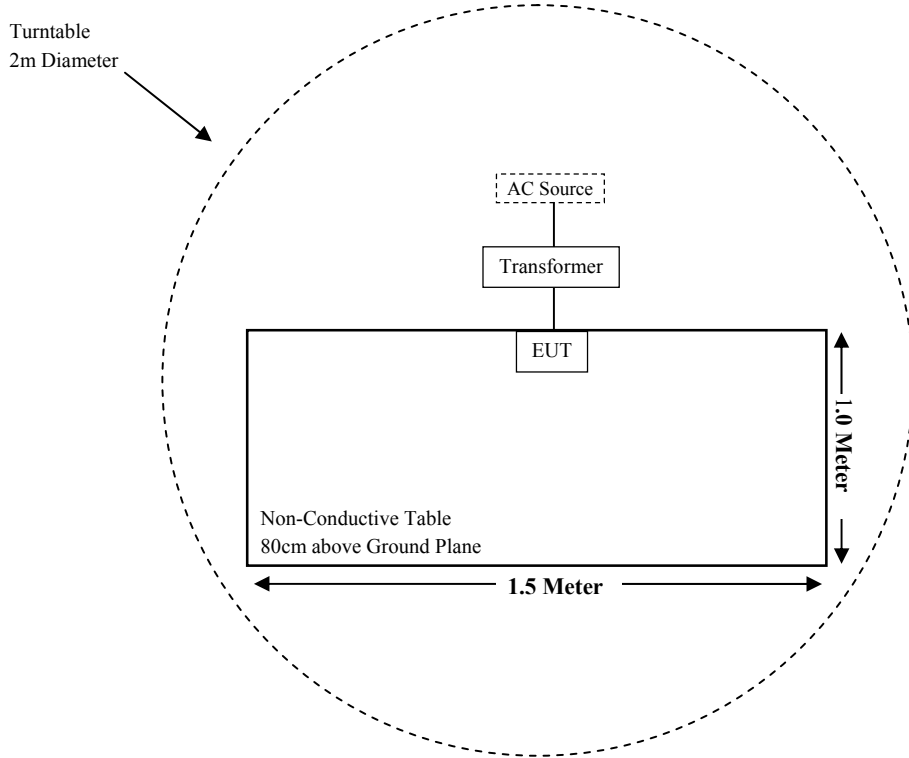 Turntable
2m Diameter
AC Source
Transformer
EUT
1.0 Meter
Non-Conductive Table
80cm above Ground Plane
1.5 Meter